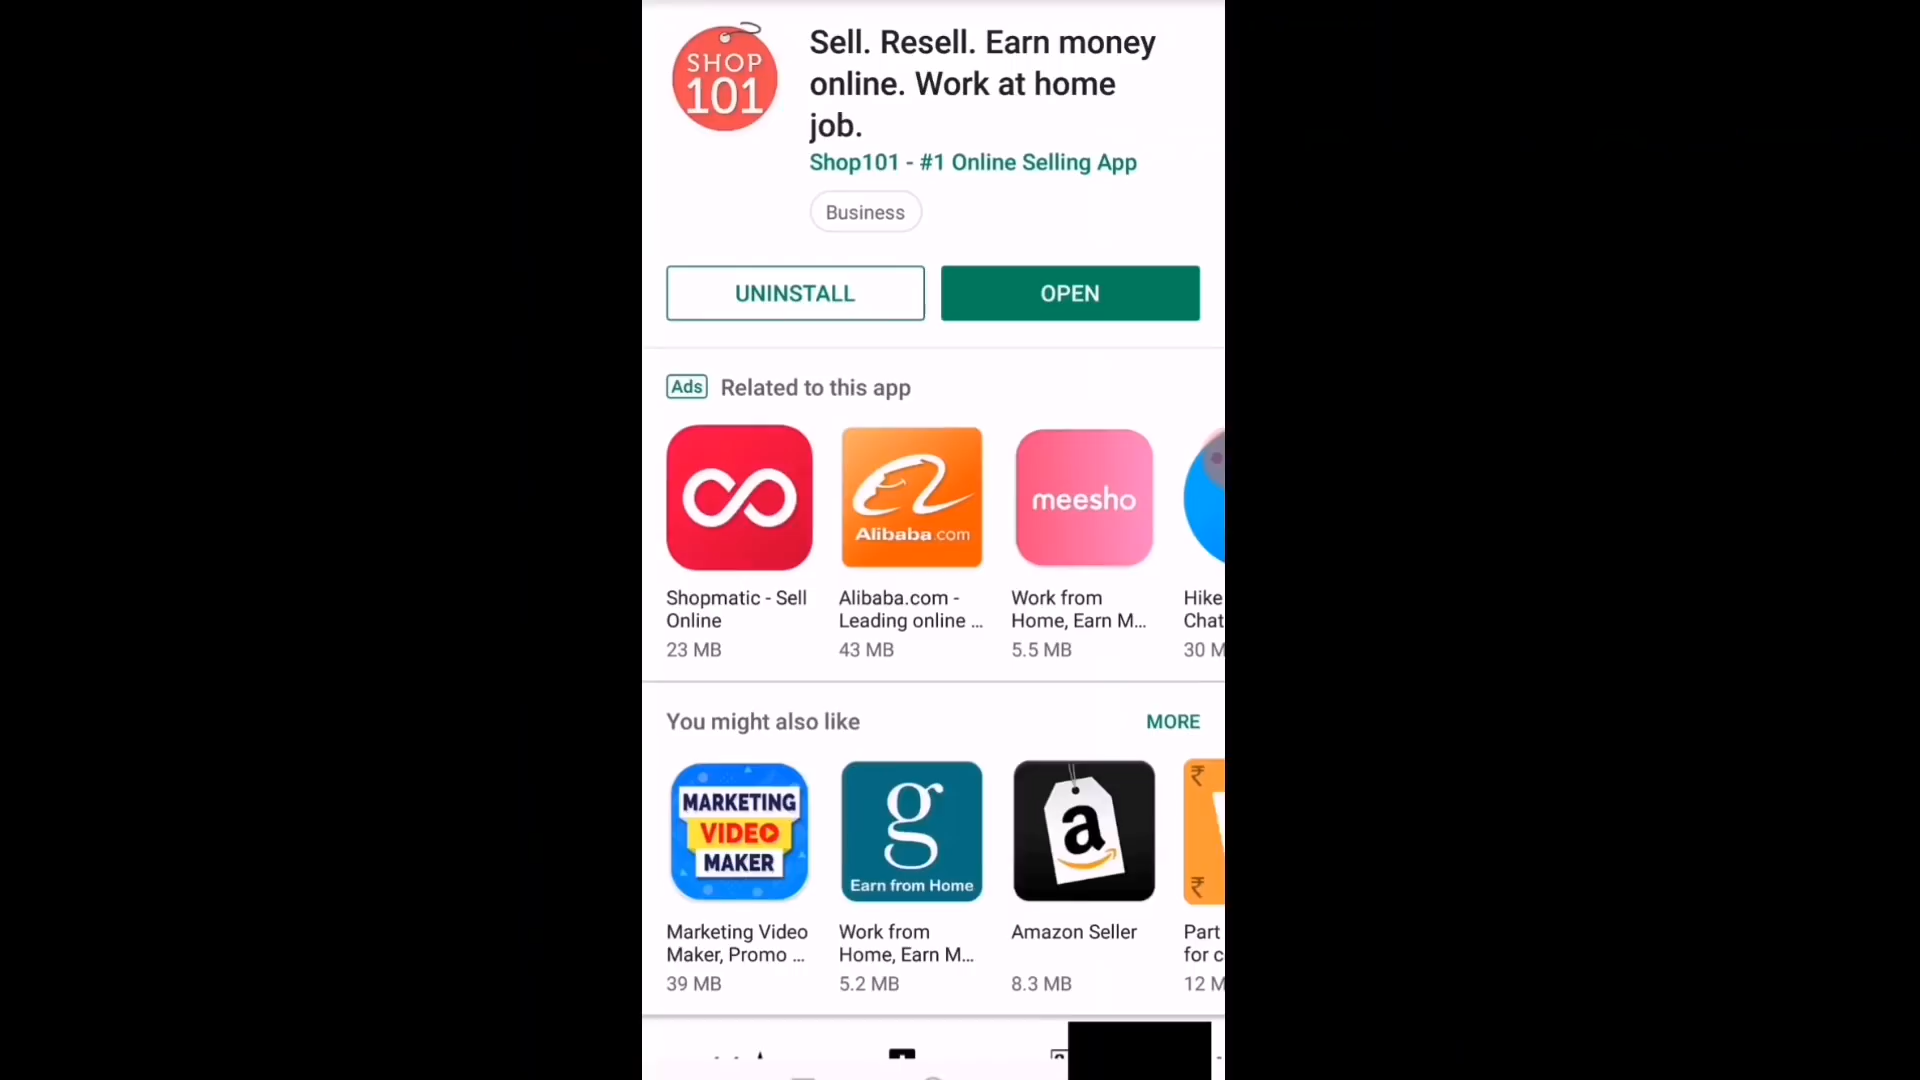 SHOP
101
Sell. Resell. Earn money
online. Work at home
job.
Shop101 - #1 Online Selling App
Business
UNINSTALL
OPEN
Ads
Related to this app
Alibaba.com
meesho
Shopmatic - Sell
Online
23 MB
Alibaba.com -
Leading online ...
43 MB
Work from
Home, Earn M...
5.5 MB
Hike
Chat
30 M
You might also like
MORE
MARKETING
VIDEO
MAKER
g
Earn from Home
a
₹
₹
Marketing Video
Maker, Promo ...
39 MB
Work from
Home, Earn M...
5.2 MB
Amazon Seller
8.3 MB
Part
for c
12 M